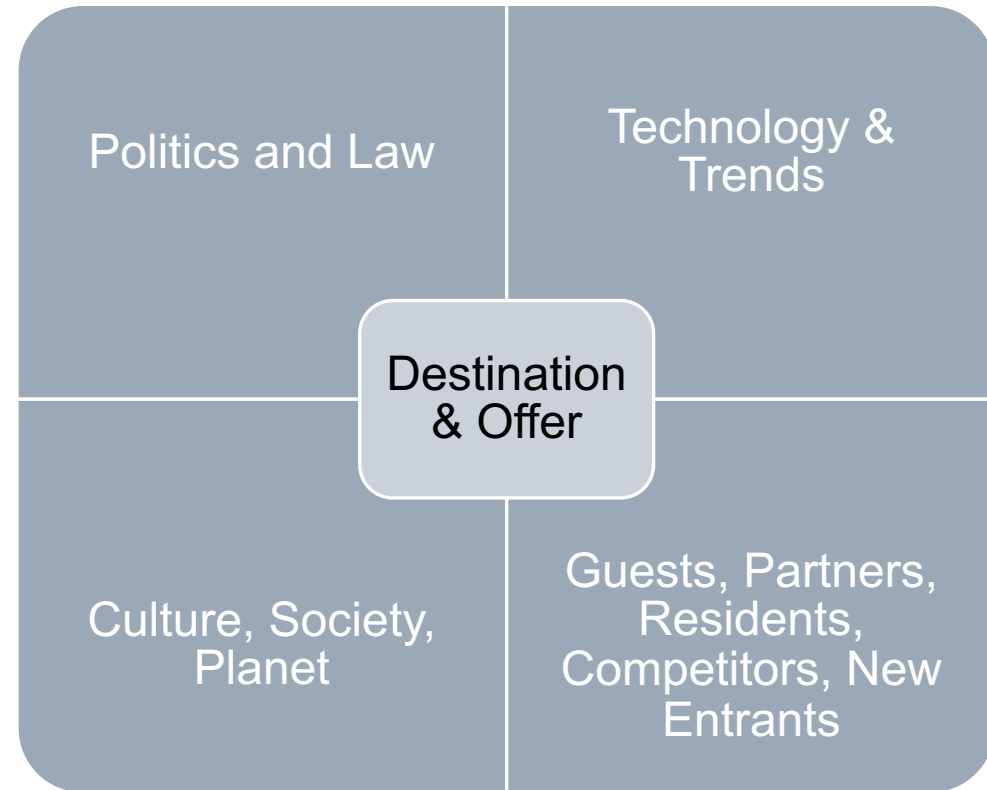 Politics and Law
Technology &
Trends
Destination
& Offer
Culture, Society,
Planet
Guests, Partners,
Residents,
Competitors, New
Entrants